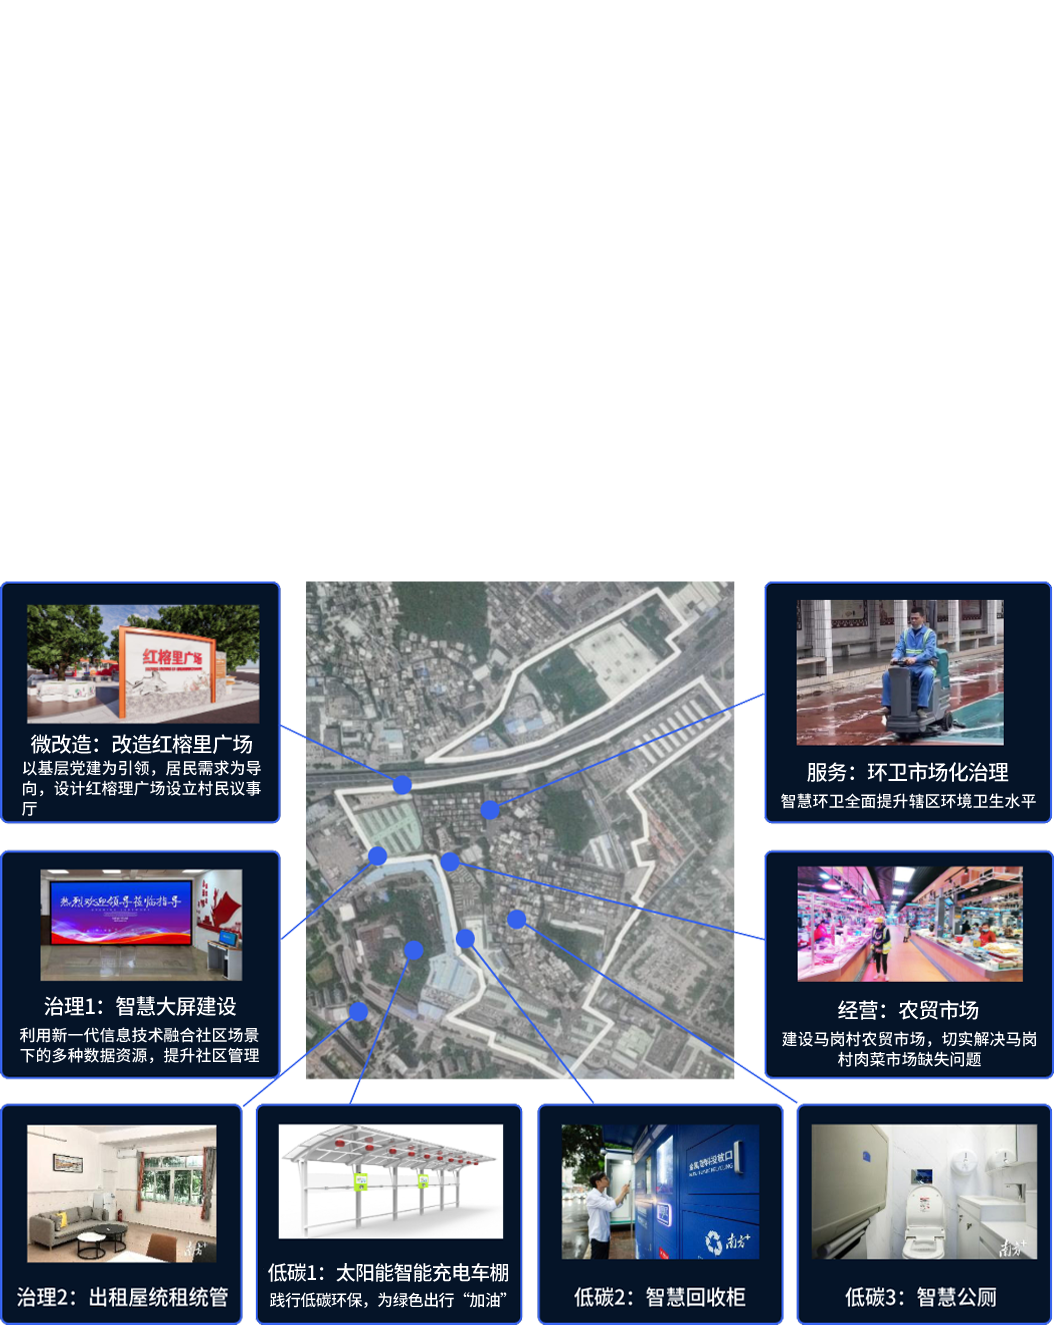 红榕里广场
微改造：改造红榕里广场
以基层党建为引领，居民需求为导
向，设计红榕理广场设立村民议事
厅
服务：环卫市场化治理
智慧环卫全面提升辖区环境卫生水平
热烈欢迎领导莅临指导
治理1：智慧大屏建设
利用新一代信息技术融合社区场景
下的多种数据资源，提升社区管理
经营：农贸市场
建设马岗村农贸市场，切实解决马岗
村肉菜市场缺失问题
南方+
治理2：出租屋统租统管
低碳1：太阳能智能充电车棚
践行低碳环保，为绿色出行“加油”
南方+
低碳2：智慧回收柜
南方+
低碳3：智慧公厕